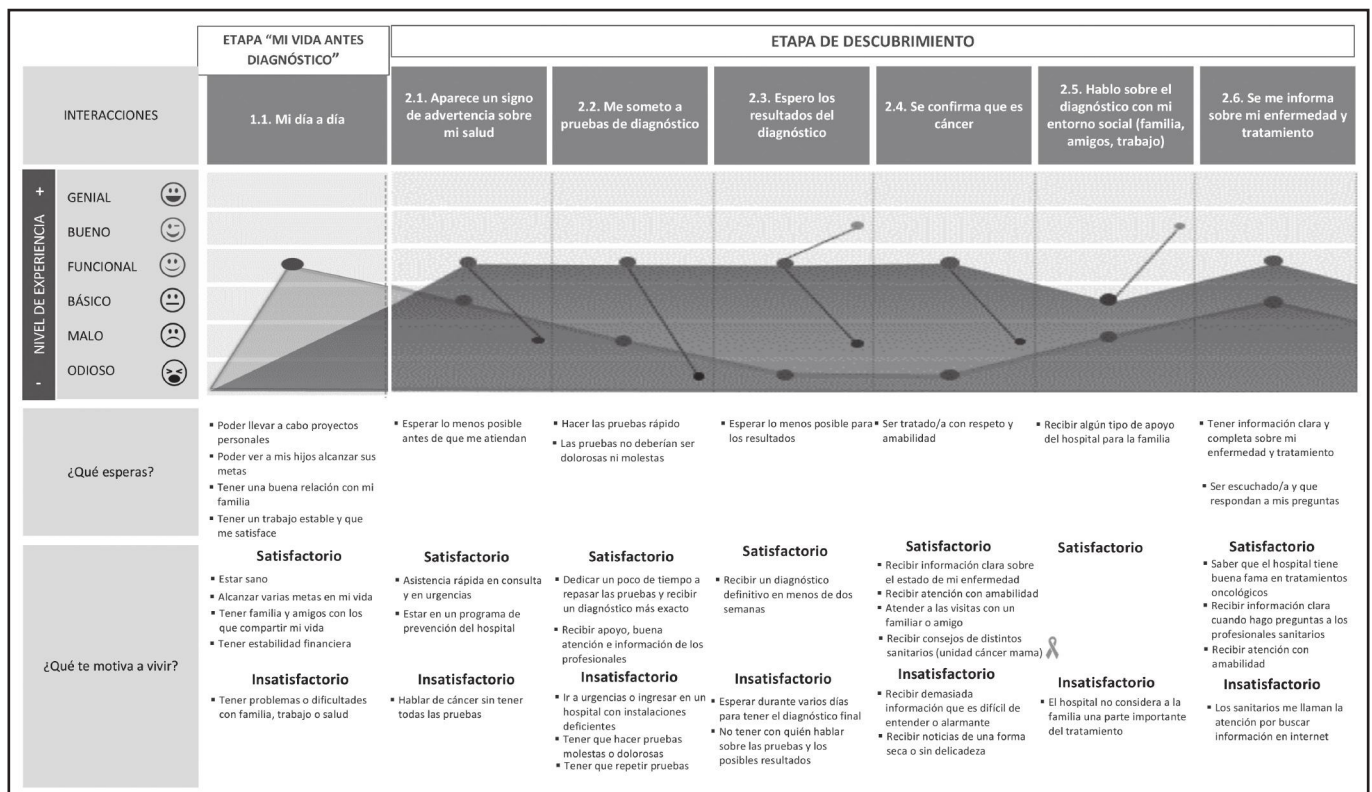 ETAPA “MI VIDA ANTES
DIAGNÓSTICO”
ETAPA DE DESCUBRIMIENTO
INTERACCIONES
1.1. Mi día a día
2.1. Aparece un signo
de advertencia sobre
mi salud
2.2. Me someto a
pruebas de diagnóstico
2.3. Espero los
resultados del
diagnóstico
2.4. Se confirma que es
cáncer
2.5. Hablo sobre el
diagnóstico con mi
entorno social (familia,
amigos, trabajo)
2.6. Se me informa
sobre mi enfermedad y
tratamiento
+
NIVEL DE EXPERIENCIA
-
GENIAL
BUENO
FUNCIONAL
BÁSICO
MALO
ODIOSO
¿Qué esperas?
▪ Poder llevar a cabo proyectos
personales
▪ Poder ver a mis hijos alcanzar sus
metas
▪ Tener una buena relación con mi
familia
▪ Tener un trabajo estable y que
me satisface
▪ Esperar lo menos posible
antes de que me atiendan
▪ Hacer las pruebas rápido
▪ Las pruebas no deberían ser
dolorosas ni molestas
▪ Esperar lo menos posible para
los resultados
▪ Ser tratado/a con respeto y
amabilidad
▪ Recibir algún tipo de apoyo
del hospital para la familia
▪ Tener información clara y
completa sobre mi
enfermedad y tratamiento
▪ Ser escuchado/a y que
respondan a mis preguntas
¿Qué te motiva a vivir?
Satisfactorio
▪ Estar sano
▪ Alcanzar varias metas en mi vida
▪ Tener familia y amigos con los
que compartir mi vida
▪ Tener estabilidad financiera
Insatisfactorio
▪ Tener problemas o dificultades
con familia, trabajo o salud
Satisfactorio
▪ Asistencia rápida en consulta
y en urgencias
▪ Estar en un programa de
prevención del hospital
Insatisfactorio
▪ Hablar de cáncer sin tener
todas las pruebas
Satisfactorio
▪ Dedicar un poco de tiempo a
repasar las pruebas y recibir
un diagnóstico más exacto
▪ Recibir apoyo, buena
atención e información de los
profesionales
Insatisfactorio
▪ Ir a urgencias o ingresar en un
hospital con instalaciones
deficientes
▪ Tener que hacer pruebas
molestas o dolorosas
▪ Tener que repetir pruebas
Satisfactorio
▪ Recibir un diagnóstico
definitivo en menos de dos
semanas
Insatisfactorio
▪ Esperar durante varios días
para tener el diagnóstico final
▪ No tener con quién hablar
sobre las pruebas y los
posibles resultados
Satisfactorio
▪ Recibir información clara sobre
el estado de mi enfermedad
▪ Recibir atención con amabilidad
▪ Atender a las visitas con un
familiar o amigo
▪ Recibir consejos de distintos
sanitarios (unidad cáncer mama)
Insatisfactorio
▪ Recibir demasiada
información que es difícil de
entender o alarmante
▪ Recibir noticias de una forma
seca o sin delicadeza
Satisfactorio
Insatisfactorio
▪ El hospital no considera a la
familia una parte importante
del tratamiento
Satisfactorio
▪ Saber que el hospital tiene
buena fama en tratamientos
oncológicos
▪ Recibir información clara
cuando hago preguntas a los
profesionales sanitarios
▪ Recibir atención con
amabilidad
Insatisfactorio
▪ Los sanitarios me llaman la
atención por buscar
información en internet